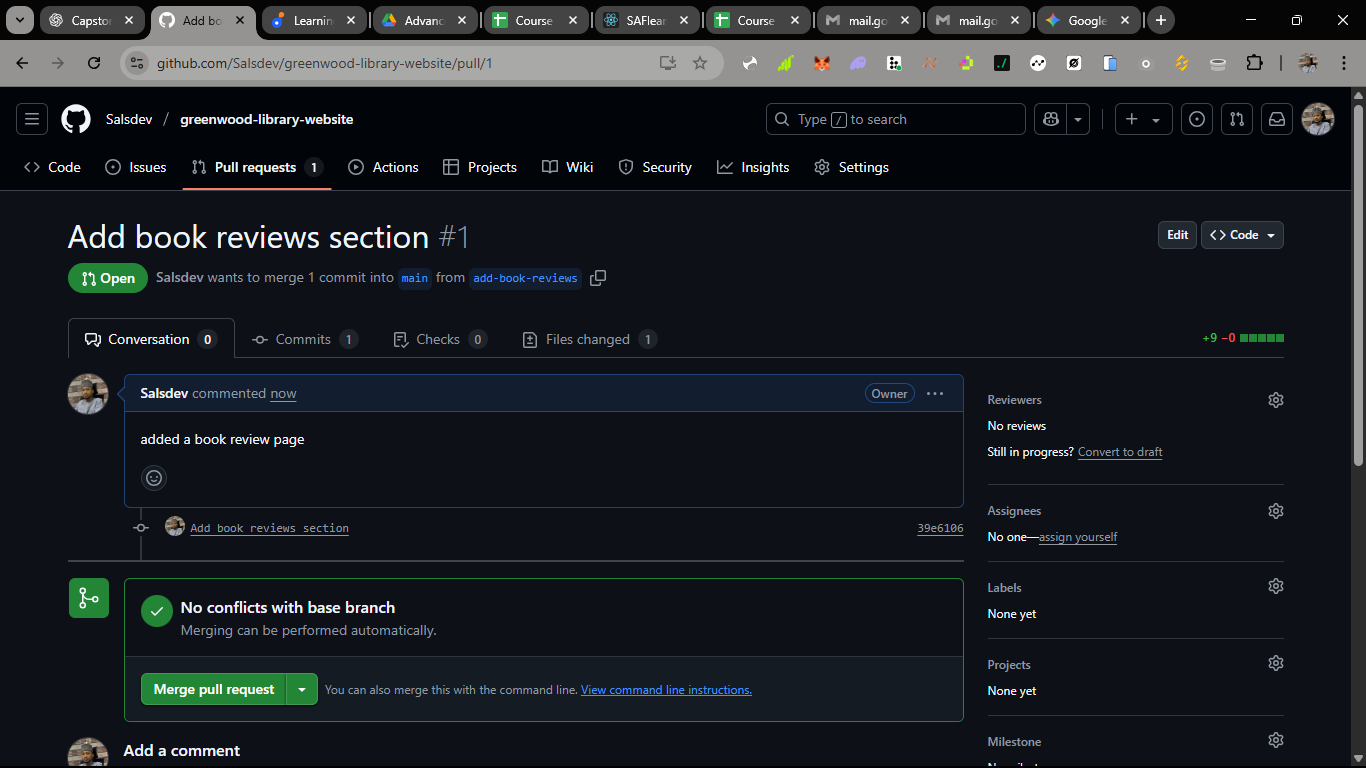 Capstor
Add bo
Learnin
Advanc
Course
SAFlear
Course
mail.go
mail.go
Google
github.com/Salsdev/greenwood-library-website/pull/1
Salsdev / greenwood-library-website
Type / to search
Code
Issues
Pull requests 1
Actions
Projects
Wiki
Security
Insights
Settings
Add book reviews section #1
Edit
Code
Open
Salsdev wants to merge 1 commit into main from add-book-reviews
Conversation 0
Commits 1
Checks 0
Files changed 1
+9 −0
Salsdev commented now
Owner
added a book review page
Add book reviews section
39e6106
No conflicts with base branch
Merging can be performed automatically.
Merge pull request
You can also merge this with the command line. View command line instructions.
Add a comment
Reviewers
No reviews
Still in progress? Convert to draft
Assignees
No one—assign yourself
Labels
None yet
Projects
None yet
Milestone